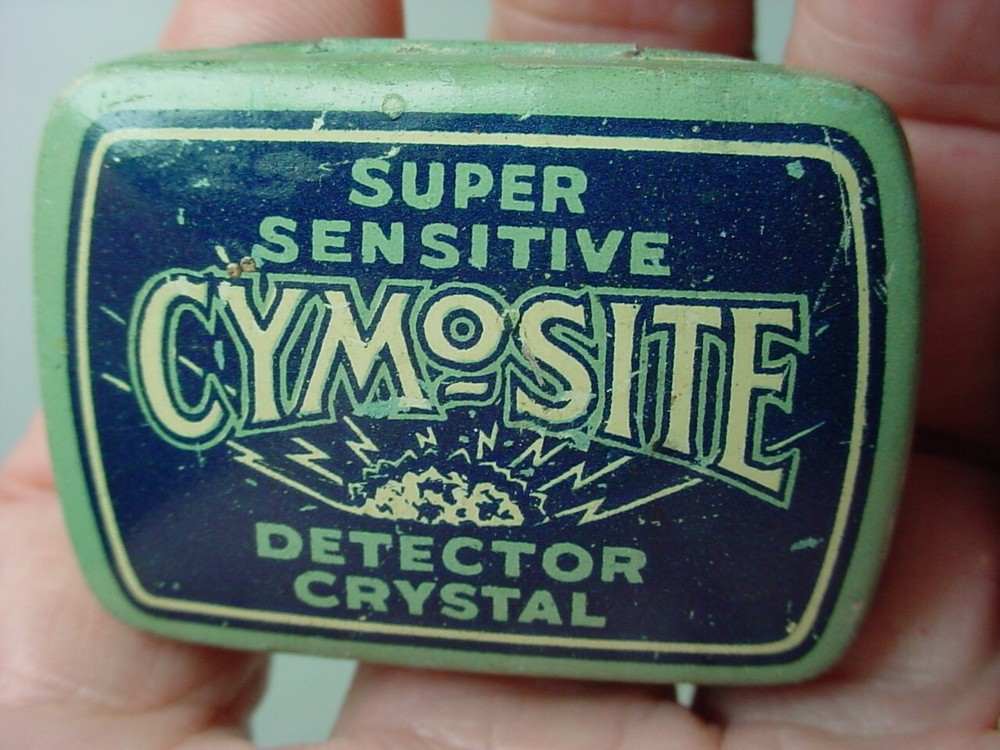 SUPER
SENSITIVE
CYMOSITE
DETECTOR
CRYSTAL